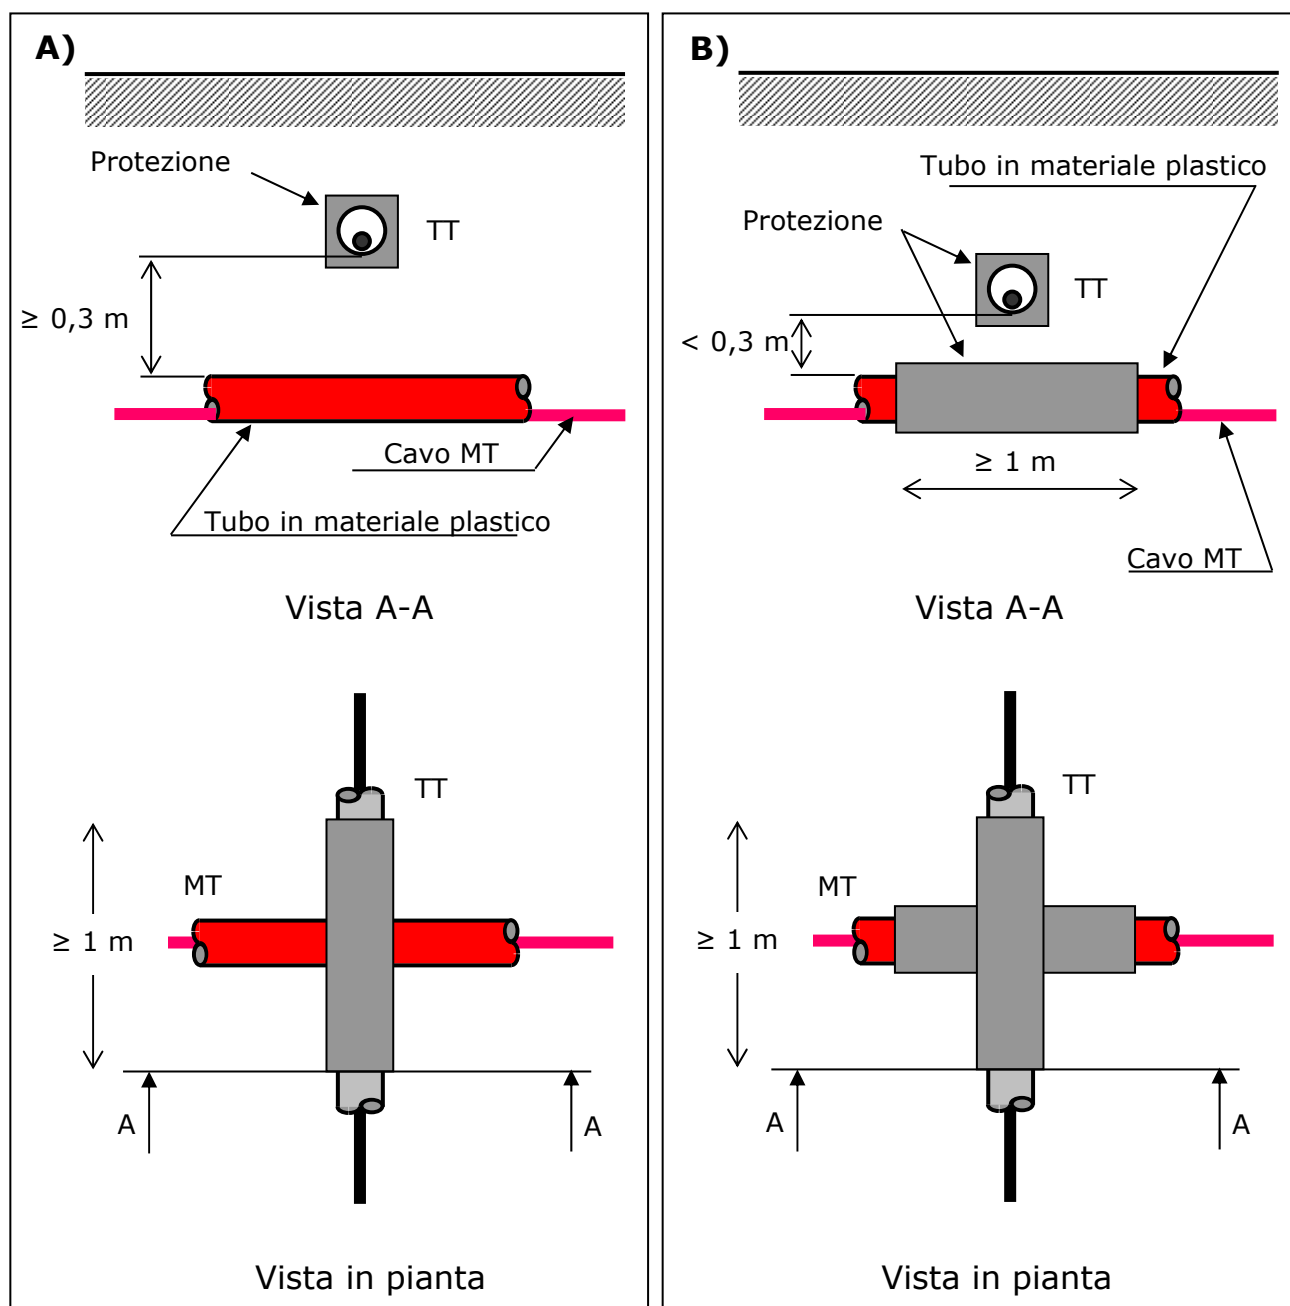 A)
Protezione
TT
≥ 0,3 m
Cavo MT
Tubo in materiale plastico
Vista A-A
TT
MT
≥ 1 m
A
A
Vista in pianta
B)
Tubo in materiale plastico
Protezione
TT
< 0,3 m
≥ 1 m
Cavo MT
Vista A-A
TT
MT
≥ 1 m
A
A
Vista in pianta